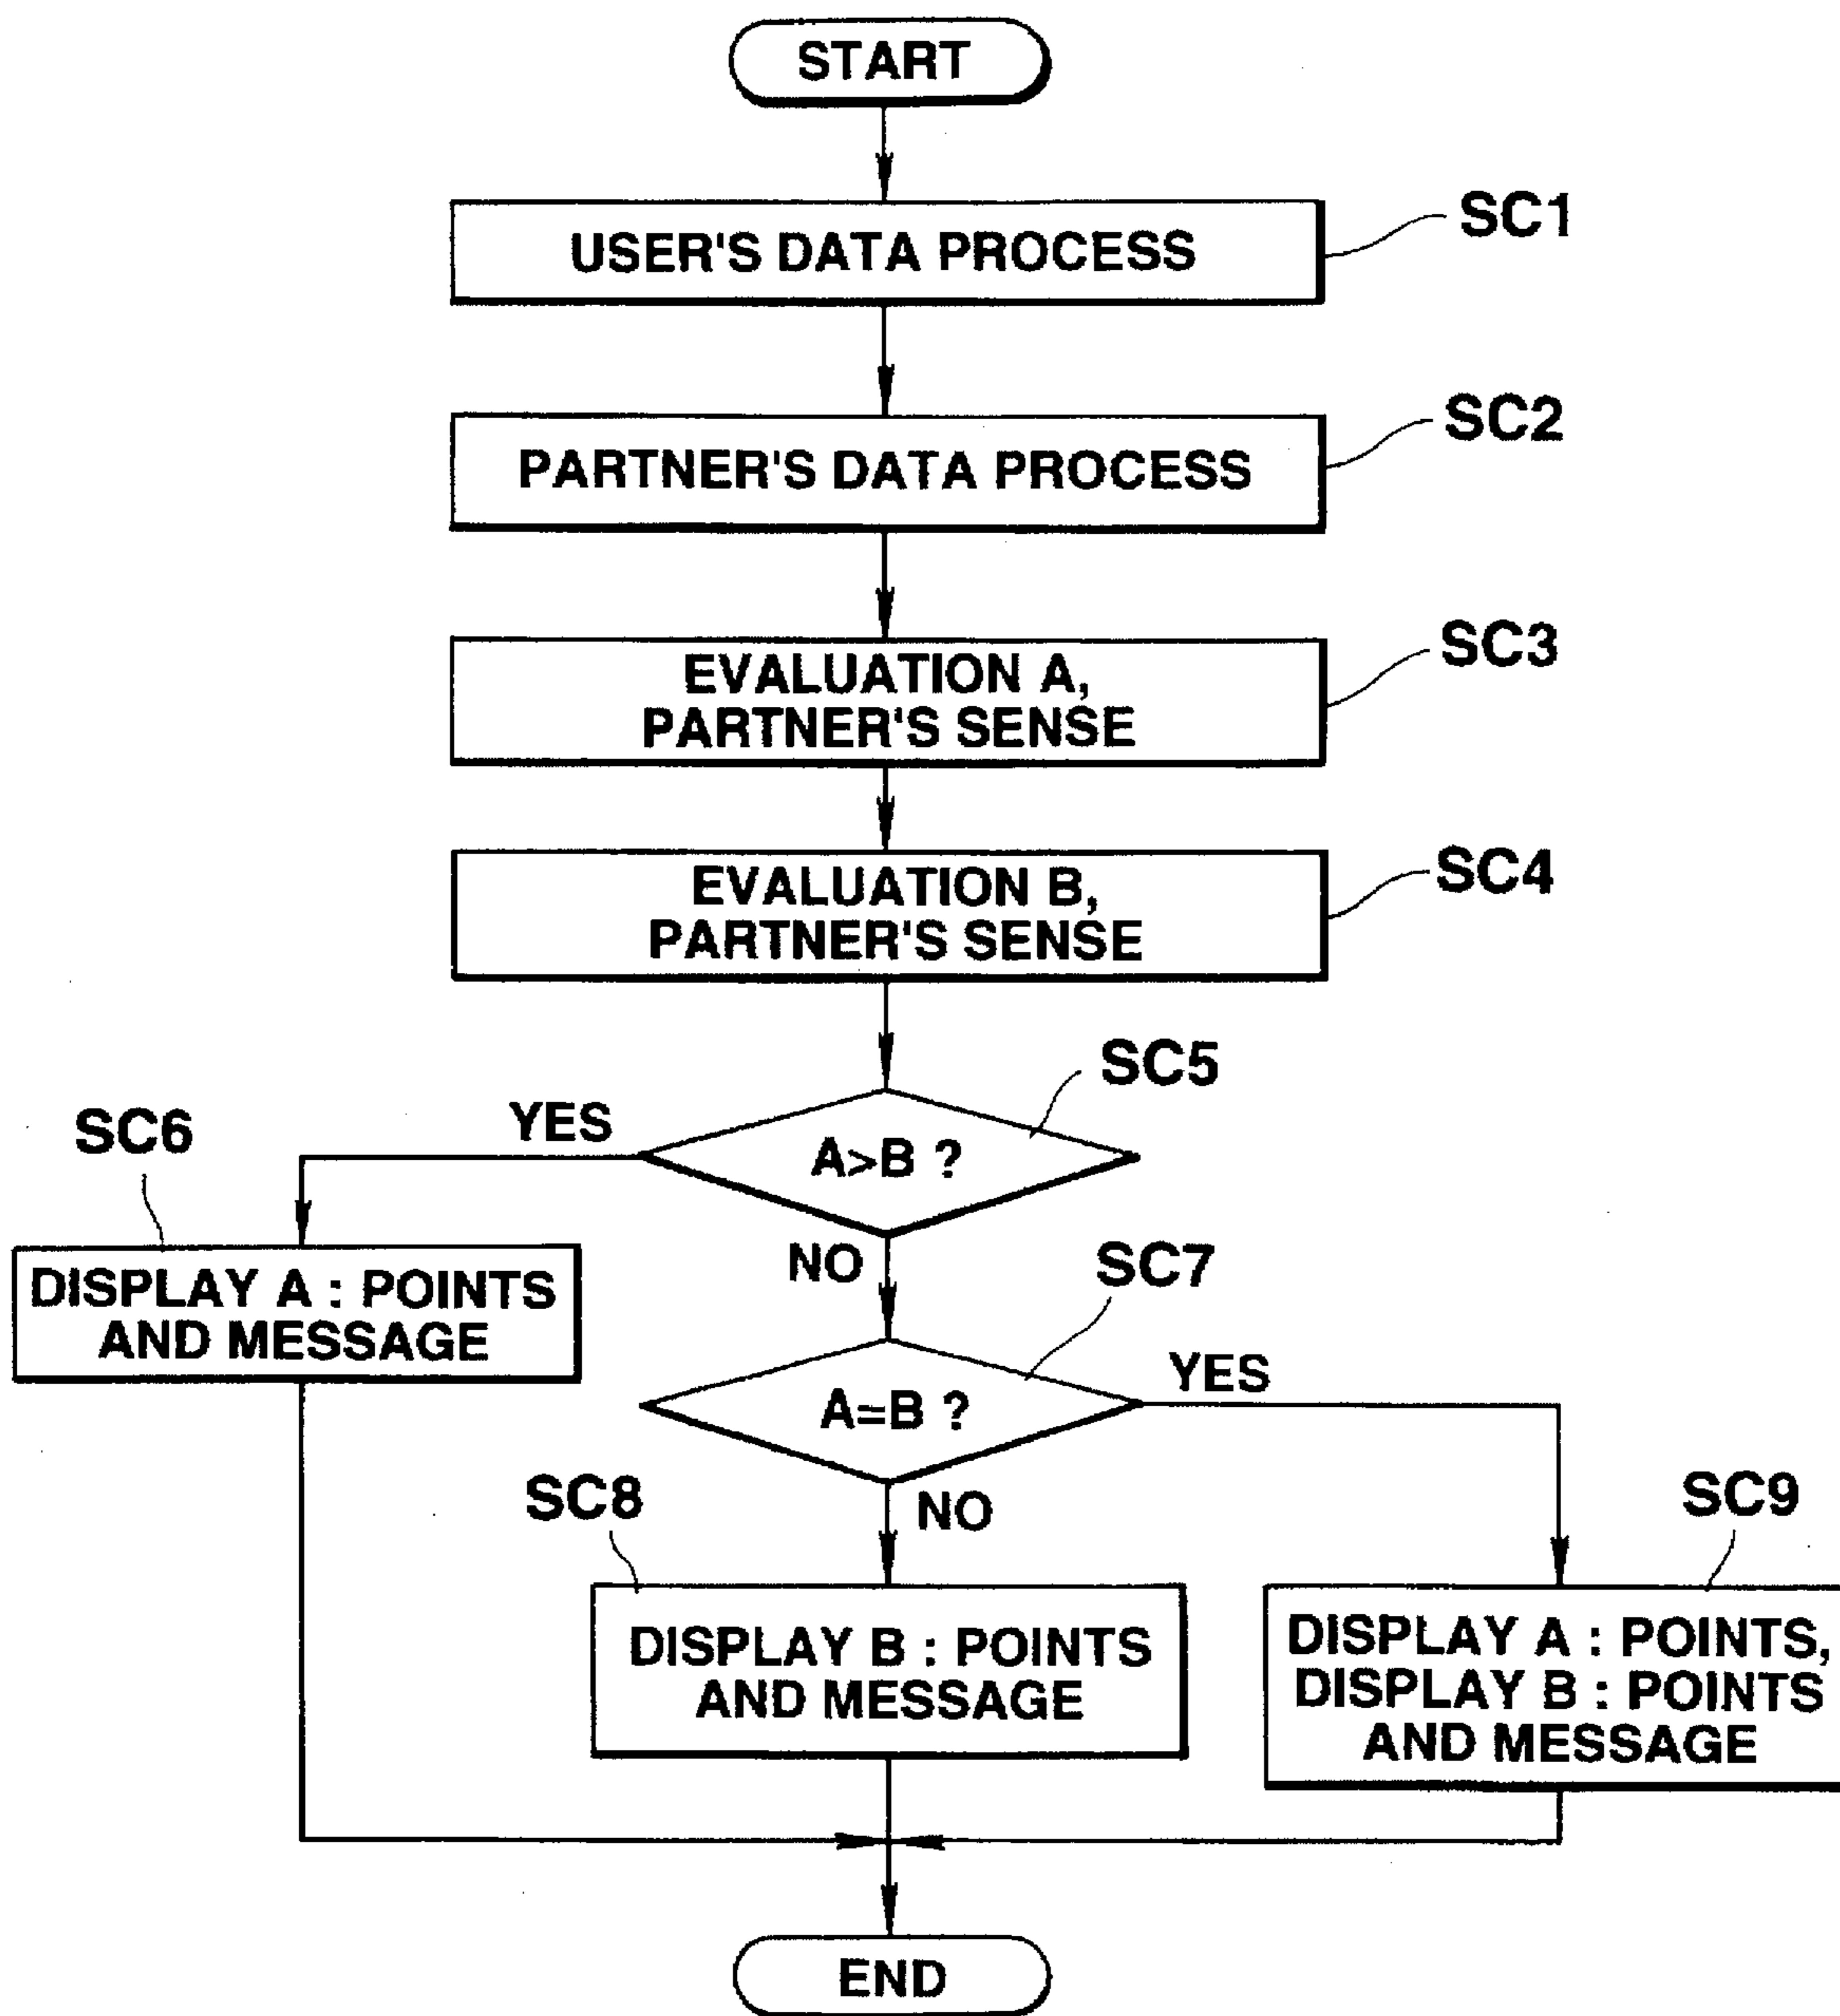 START
SC1
USER'S DATA PROCESS
SC2
PARTNER'S DATA PROCESS
SC3
EVALUATION A,
PARTNER'S SENSE
SC4
EVALUATION B,
PARTNER'S SENSE
SC5
A>B ?
YES
SC6
DISPLAY A : POINTS
AND MESSAGE
NO
SC7
A=B ?
YES
NO
SC8
DISPLAY B : POINTS
AND MESSAGE
SC9
DISPLAY A : POINTS,
DISPLAY B : POINTS
AND MESSAGE
END